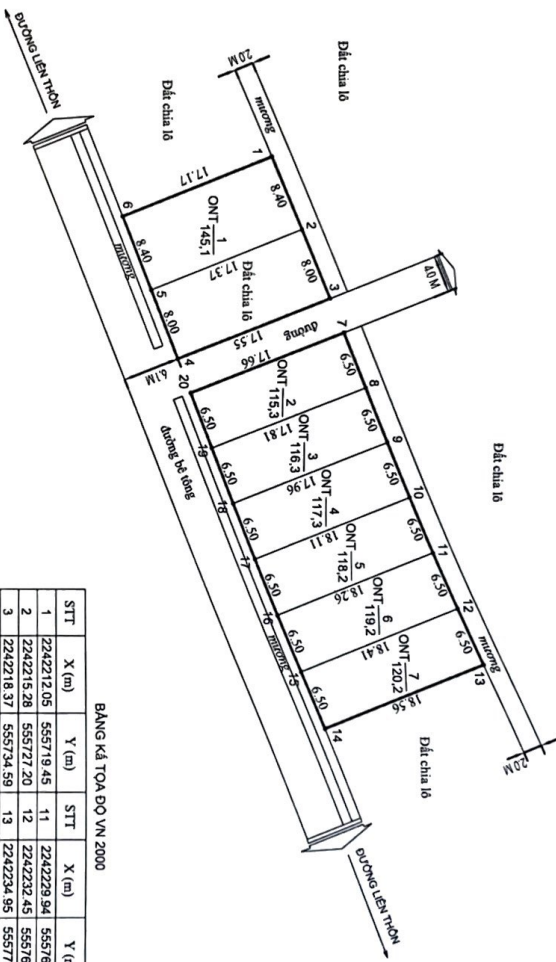 Đất chia lô
2.0M
mương
ĐƯỜNG LIÊN THÔN
Đất chia lô
1
2
3
8.40
8.00
17.17
ONT 1
145,1
17.37
Đất chia lô
17.55
6
8.40
5
8.00
4
mương
4.0M
đường
6.1M
Đất chia lô
7
8
9
10
11
12
13
6.50
6.50
6.50
6.50
6.50
6.50
mương
2.0M
17.66
ONT 2
115,3
17.81
ONT 3
116,3
17.96
ONT 4
117,3
18.11
ONT 5
118,2
18.26
ONT 6
119,2
18.41
ONT 7
120,2
18.56
Đất chia lô
20
19
18
17
16
15
14
6.50
6.50
6.50
6.50
6.50
6.50
đường bê tông
mương
ĐƯỜNG LIÊN THÔN
BẢNG KÊ TỌA ĐỘ VN 2000
STT X (m) Y (m) STT X (m)
1 2242212.05 555719.45 11 2242229.94
2 2242215.28 555727.20 12 2242232.45
3 2242218.37 555734.59 13 2242234.95